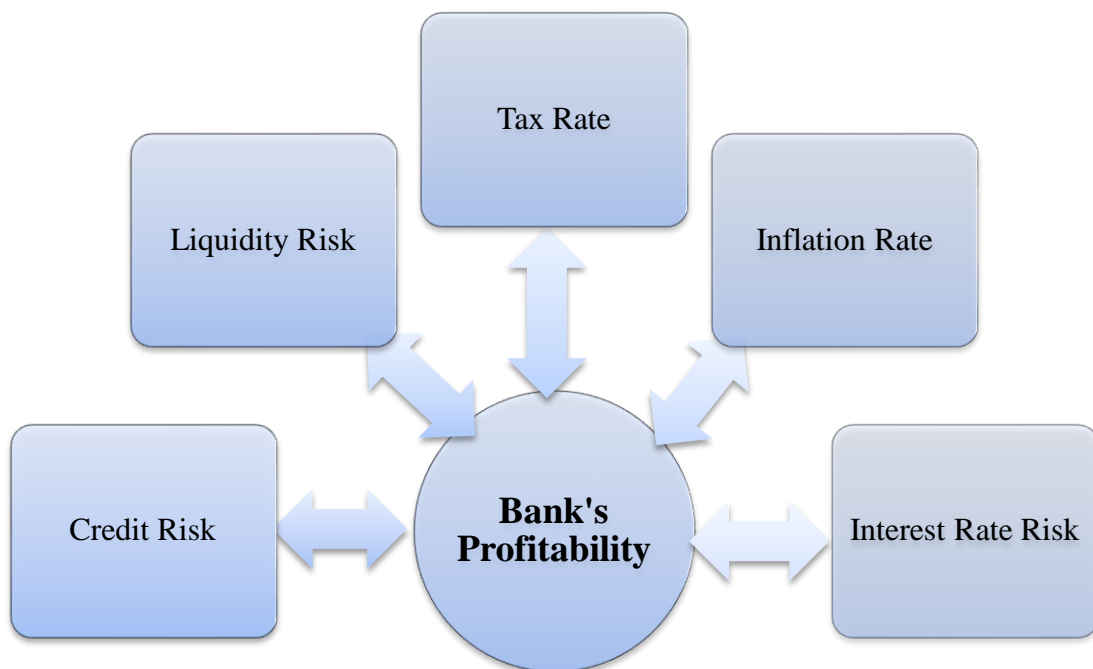 Tax Rate
Liquidity Risk
Inflation Rate
Credit Risk
Bank's
Profitability
Interest Rate Risk